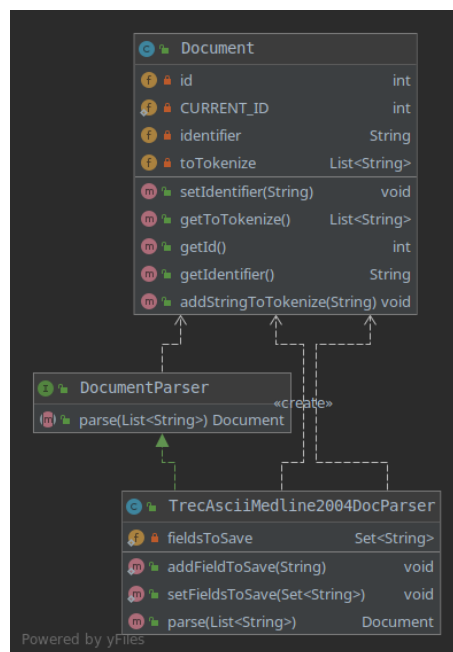 Document
id int
CURRENT_ID int
identifier String
toTokenize List<String>
setIdentifier(String) void
getToTokenize() List<String>
getId() int
getIdentifier() String
addStringToTokenize(String) void
DocumentParser
«create»
parse(List<String>) Document
TrecAsciiMedline2004DocParser
fieldsToSave Set<String>
addFieldToSave(String) void
setFieldsToSave(Set<String>) void
parse(List<String>) Document
Powered by yFiles